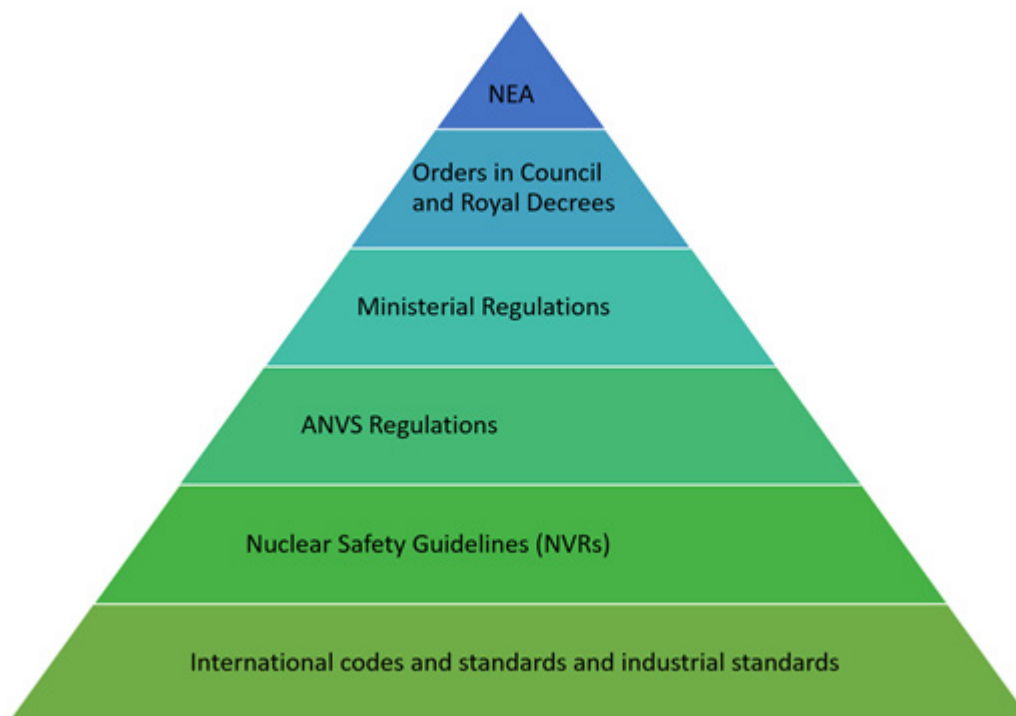 NEA
Orders in Council
and Royal Decrees
Ministerial Regulations
ANVS Regulations
Nuclear Safety Guidelines (NVRs)
International codes and standards and industrial standards